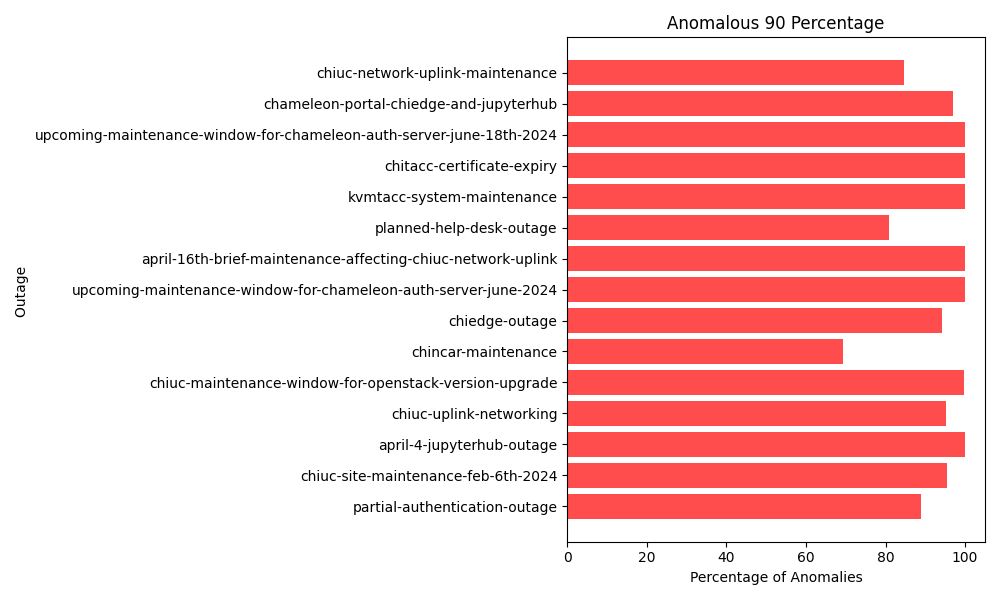 Anomalous 90 Percentage
Outage
chiuc-network-uplink-maintenance
chameleon-portal-chiedge-and-jupyterhub
upcoming-maintenance-window-for-chameleon-auth-server-june-18th-2024
chitacc-certificate-expiry
kvmtacc-system-maintenance
planned-help-desk-outage
april-16th-brief-maintenance-affecting-chiuc-network-uplink
upcoming-maintenance-window-for-chameleon-auth-server-june-2024
chiedge-outage
chincar-maintenance
chiuc-maintenance-window-for-openstack-version-upgrade
chiuc-uplink-networking
april-4-jupyterhub-outage
chiuc-site-maintenance-feb-6th-2024
partial-authentication-outage
0 20 40 60 80 100
Percentage of Anomalies